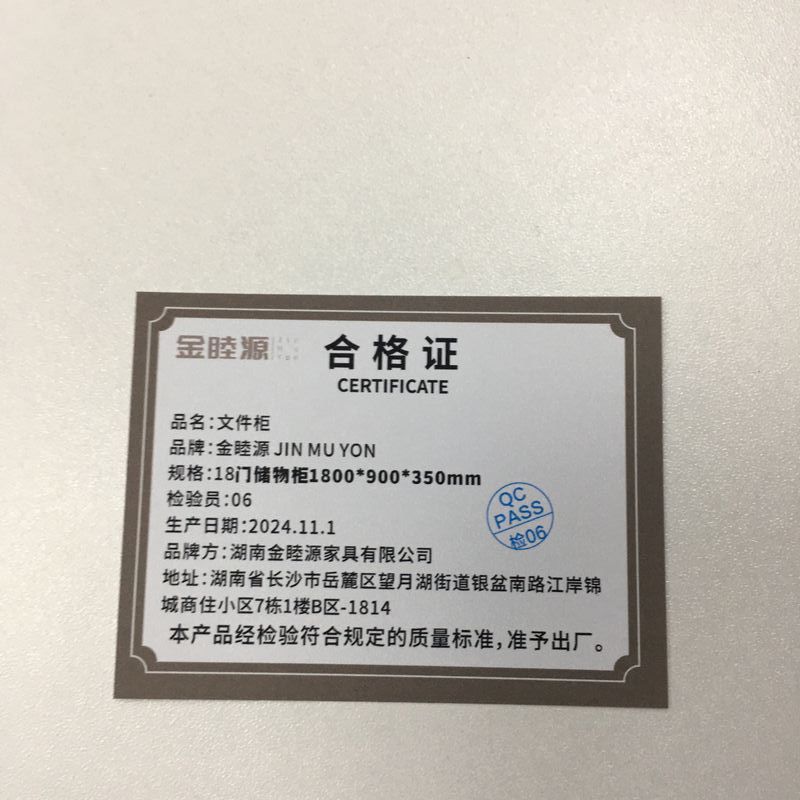 金睦源
合格证
CERTIFICATE
品名:文件柜
品牌:金睦源 JIN MU YON
规格:18门储物柜1800*900*350mm
检验员:06
生产日期:2024.11.1
品牌方:湖南金睦源家具有限公司
地址:湖南省长沙市岳麓区望月湖街道银盆南路江岸锦
城商住小区7栋1楼B区-1814
本产品经检验符合规定的质量标准,准予出厂。
QC
PASS
检06